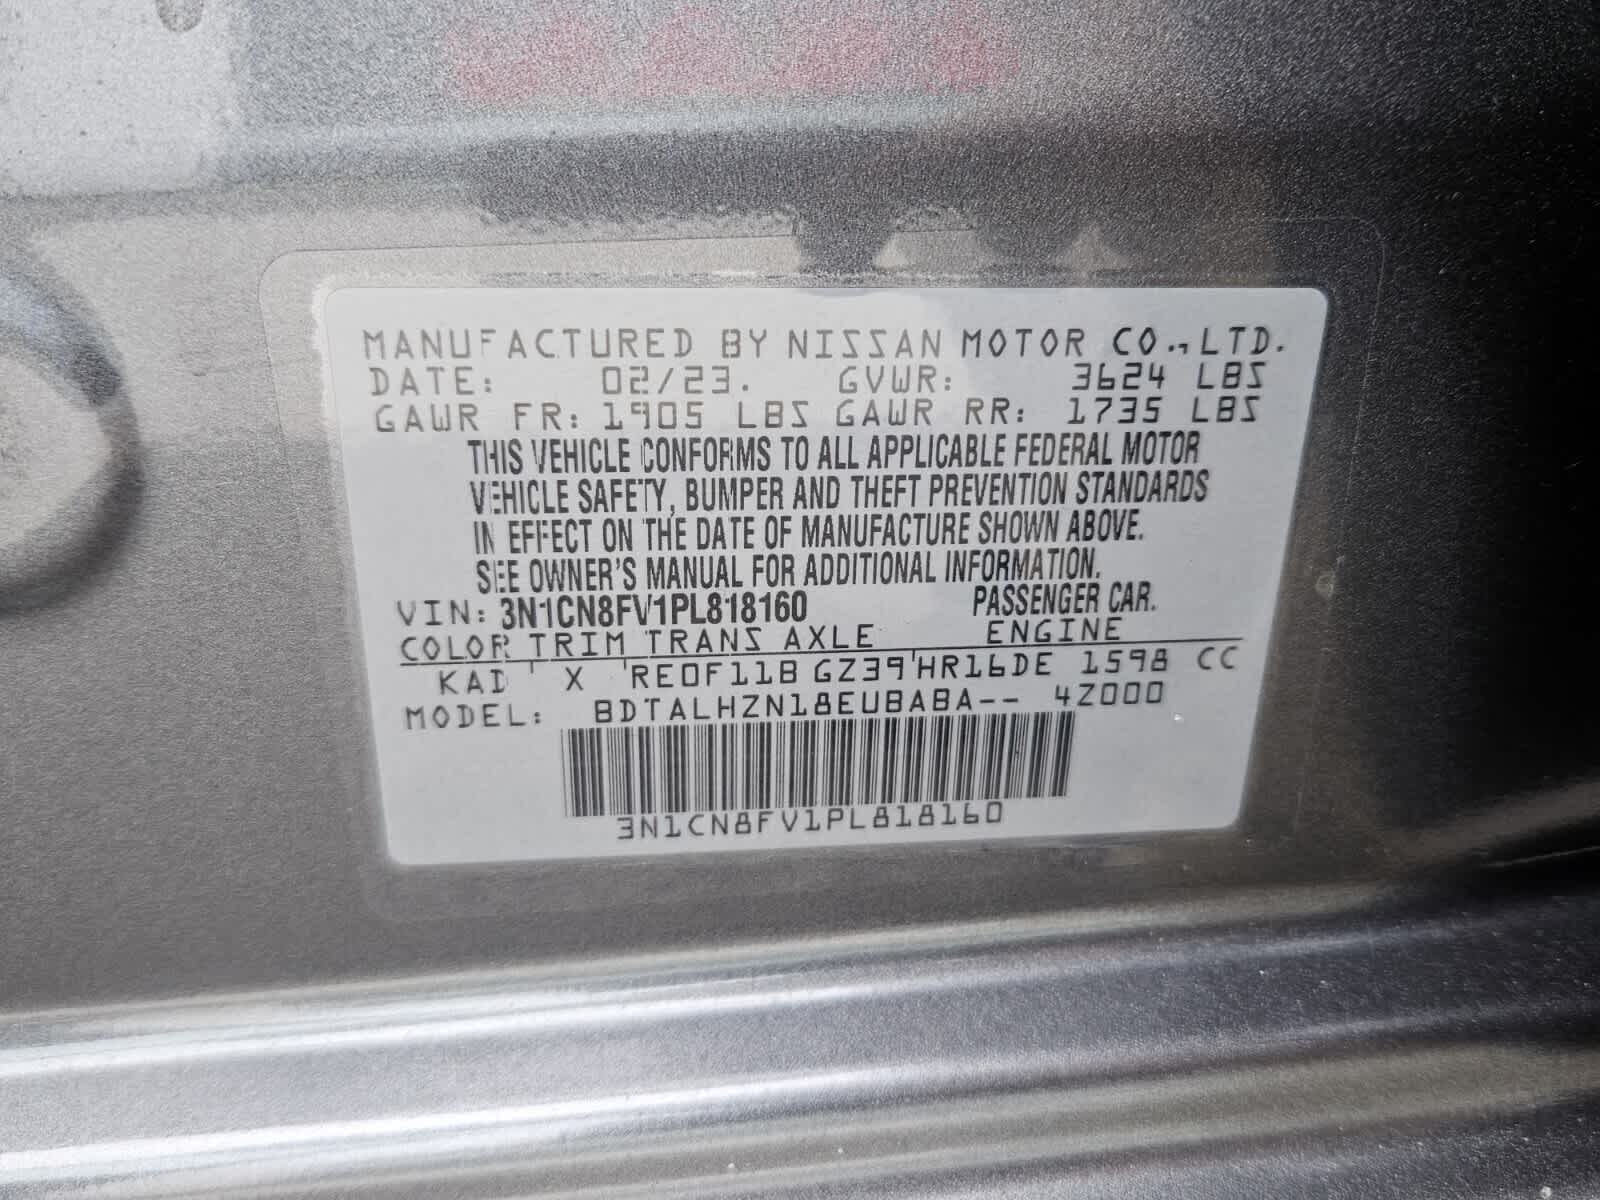 MANUFACTURED BY NISSAN MOTOR CO., LTD.
DATE: 02/23. GVWR: 3624 LBS
GAWR FR: 1905 LBS GAWR RR: 1735 LBS
THIS VEHICLE CONFORMS TO ALL APPLICABLE FEDERAL MOTOR
VEHICLE SAFETY, BUMPER AND THEFT PREVENTION STANDARDS
IN EFFECT ON THE DATE OF MANUFACTURE SHOWN ABOVE.
SEE OWNER'S MANUAL FOR ADDITIONAL INFORMATION.
VIN: 3N1CN8FV1PL818160 PASSENGER CAR.
COLOR TRIM TRANS AXLE ENGINE
KAD X RE0F11B GZ39 HR16DE 1598 CC
MODEL: BDTALHZN18EUBABA-- 4Z000
3N1CN8FV1PL818160